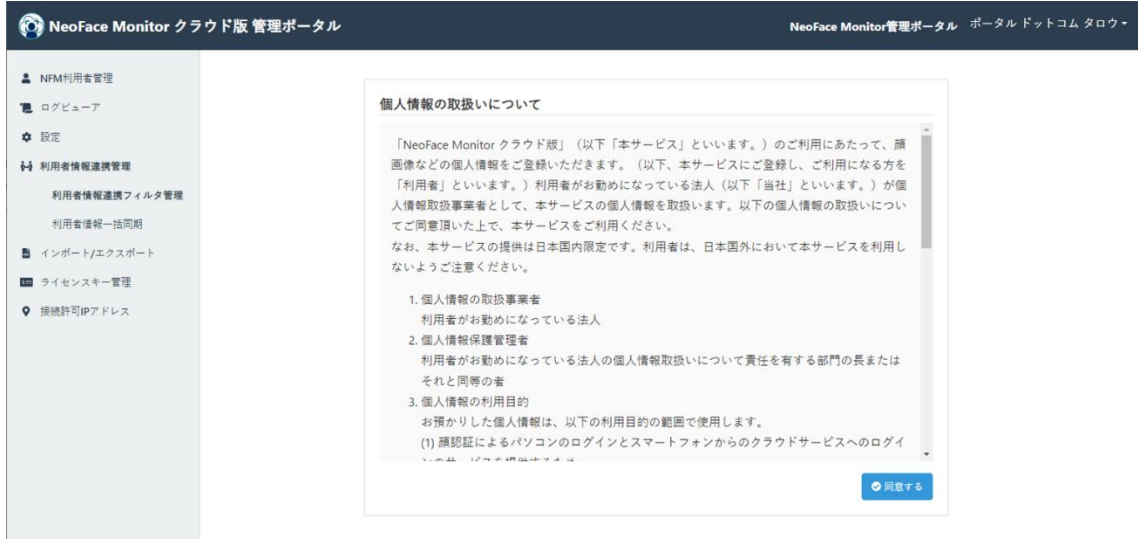 NeoFace Monitor クラウド版 管理ポータル
NeoFace Monitor管理ポータル ポータル ドットコム タロウ
NFM利用者管理
ログビューア
設定
利用者情報連携管理
利用者情報連携フィルタ管理
利用者情報一括同期
インポート/エクスポート
ライセンスキー管理
接続許可IPアドレス
個人情報の取扱いについて
「NeoFace Monitor クラウド版」（以下「本サービス」といいます。）のご利用にあたって、顔
画像などの個人情報をご登録いただきます。（以下、本サービスにご登録し、ご利用になる方を
「利用者」といいます。）利用者がお勤めになっている法人（以下「当社」といいます。）が個
人情報取扱事業者として、本サービスの個人情報を取扱います。以下の個人情報の取扱いについ
てご同意頂いた上で、本サービスをご利用ください。
なお、本サービスの提供は日本国内限定です。利用者は、日本国外において本サービスを利用し
ないようご注意ください。
1. 個人情報の取扱事業者
利用者がお勤めになっている法人
2. 個人情報保護管理者
利用者がお勤めになっている法人の個人情報取扱いについて責任を有する部門の長または
それと同等の者
3. 個人情報の利用目的
お預かりした個人情報は、以下の利用目的の範囲で使用します。
(1) 顔認証によるパソコンのログインとスマートフォンからのクラウドサービスへのログイ
同意する